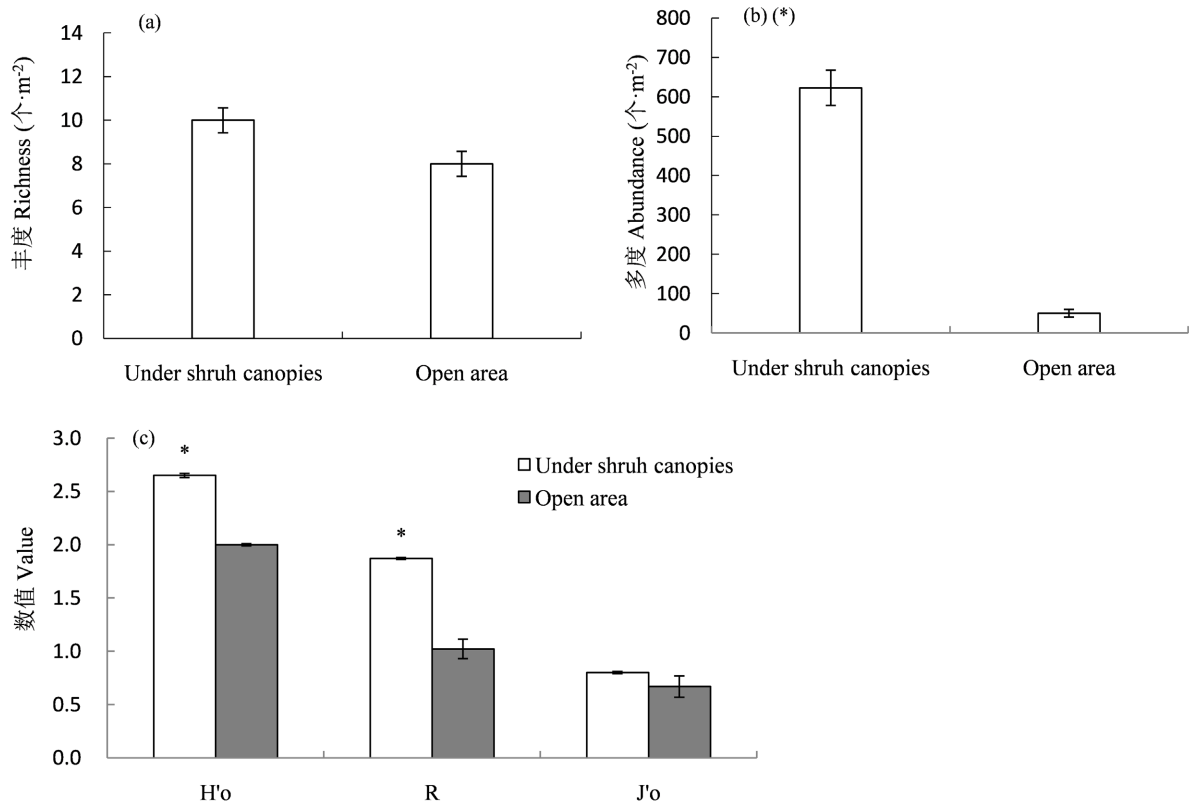 (a)
14
12
10
8
6
4
2
0
丰度 Richness (个·m-2)
Under shruh canopies
Open area
(b) (*)
800
700
600
500
400
300
200
100
0
多度 Abundance (个·m-2)
Under shruh canopies
Open area
(c)
3.0
2.5
2.0
1.5
1.0
0.5
0.0
数值 Value
*
*
Under shruh canopies
Open area
H'o
R
J'o